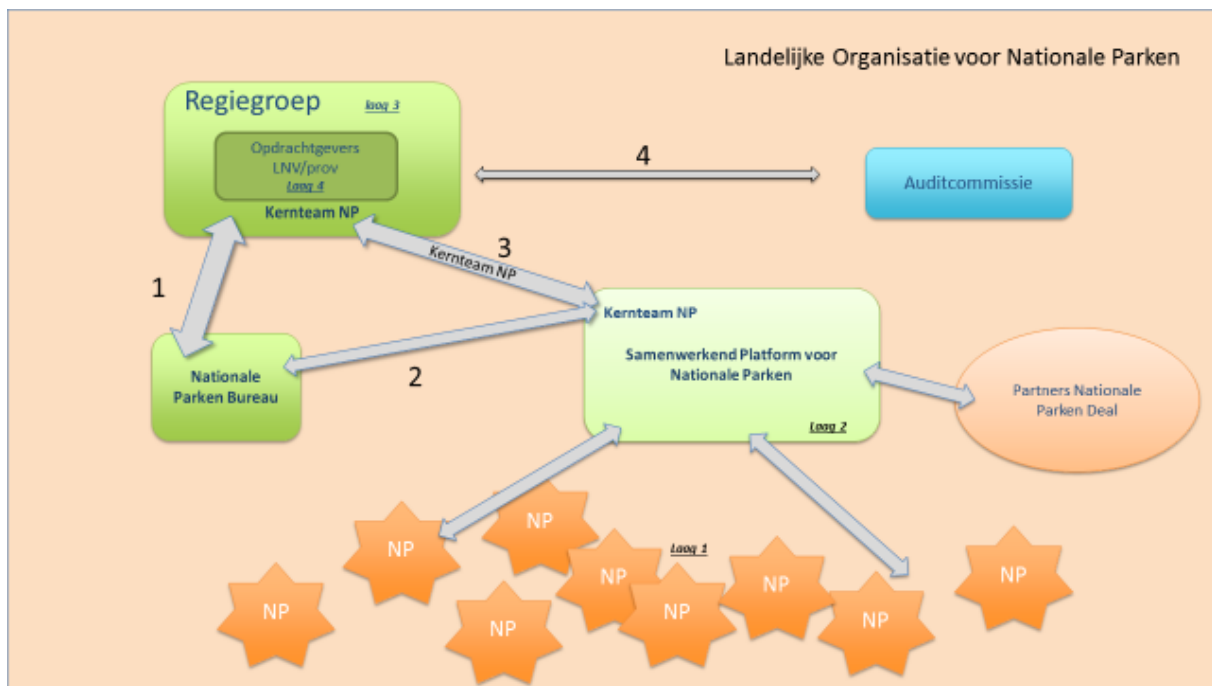 Landelijke Organisatie voor Nationale Parken
Regiegroep
laag 3
Opdrachtgevers
LNV/prov
Laag 4
Kernteam NP
4
Auditcommissie
1
3
Kernteam NP
2
Nationale
Parken Bureau
Kernteam NP
Samenwerkend Platform voor
Nationale Parken
Laag 2
Partners Nationale
Parken Deal
Laag 1
NP
NP
NP
NP
NP
NP
NP
NP
NP